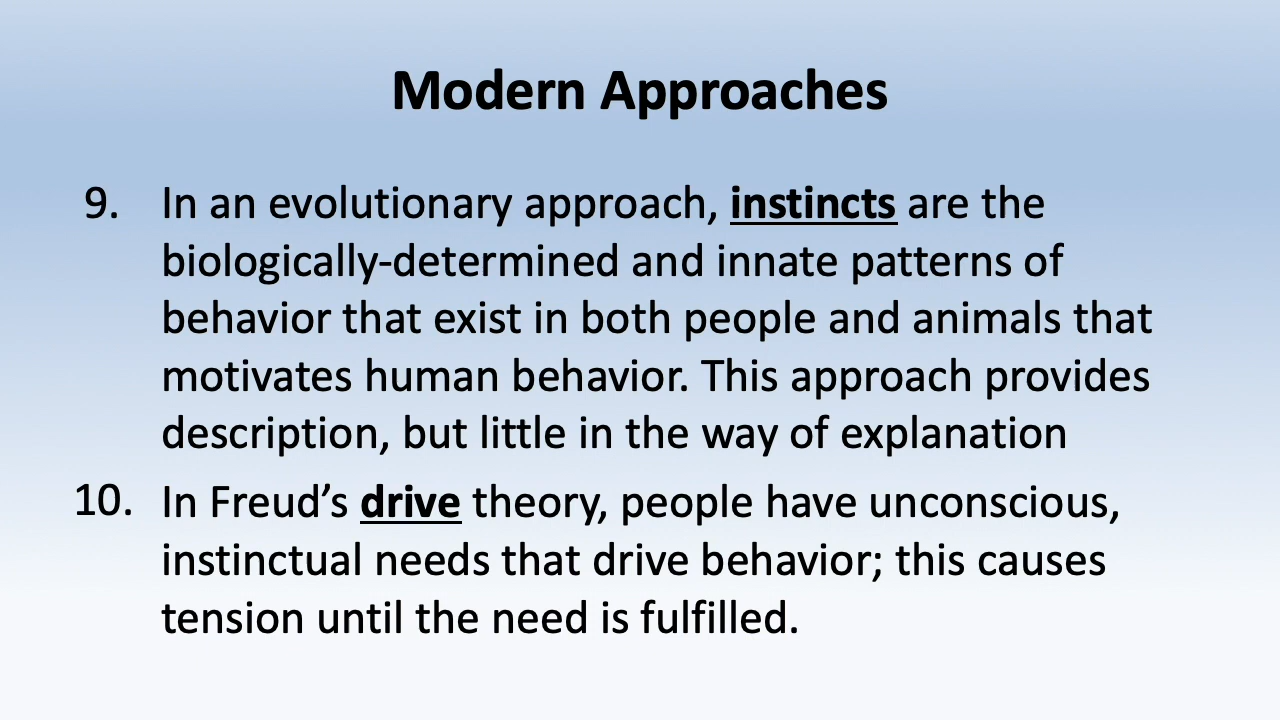 Modern Approaches
9. In an evolutionary approach, instincts are the
biologically-determined and innate patterns of
behavior that exist in both people and animals that
motivates human behavior. This approach provides
description, but little in the way of explanation
10. In Freud’s drive theory, people have unconscious,
instinctual needs that drive behavior; this causes
tension until the need is fulfilled.